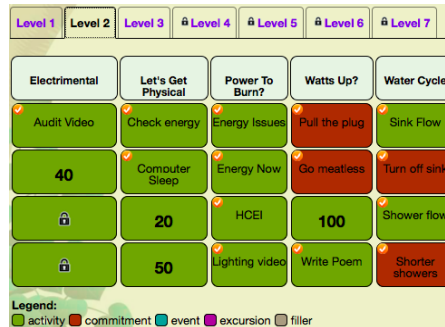 Level 1 Level 2 Level 3 Level 4 Level 5 Level 6 Level 7
Electrimental Let's Get Physical Power To Burn? Watts Up? Water Cycle
Audit Video Check energy Energy Issues Pull the plug Sink Flow
40 Computer Sleep Energy Now Go meatless Turn off sink
20 HCEI 100 Shower flow
50 Lighting video Write Poem Shorter showers
Legend:
activity commitment event excursion filler